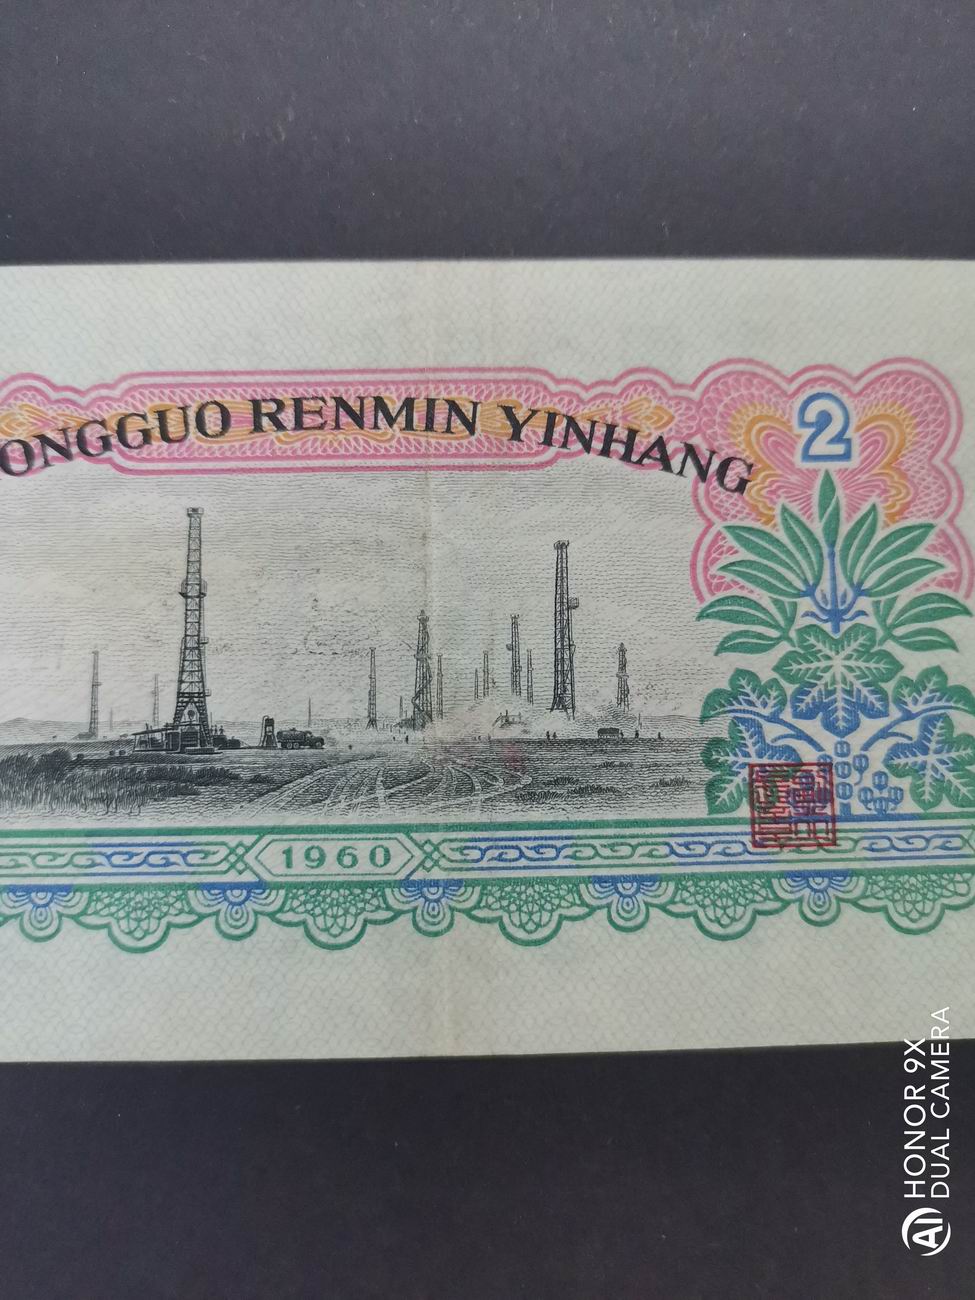 ONGGUO RENMIN YINHANG
2
1960
HONOR 9X
DUAL CAMERA